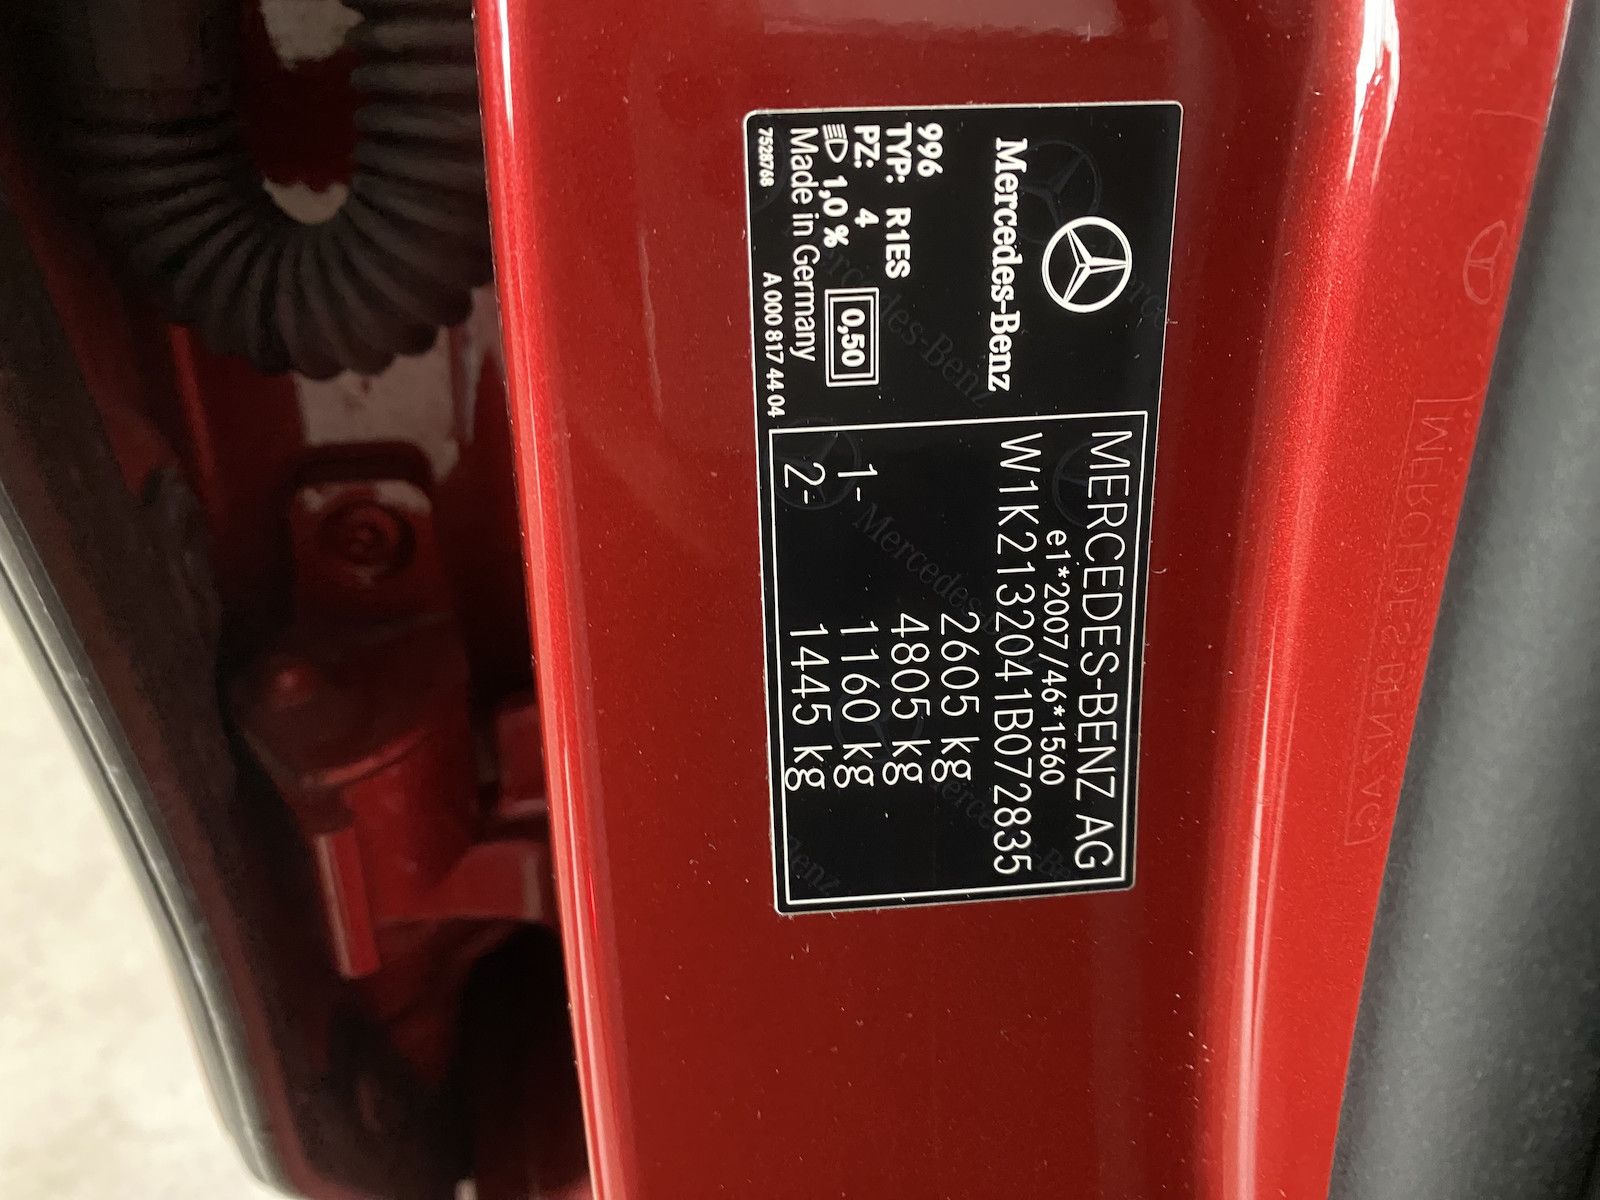 Mercedes-Benz
996
TYP: R1ES
PZ: 4
1,0 % 0,50
Made in Germany
7528768 A 000 817 44 04
MERCEDES-BENZ AG
e1*2007/46*1560
W1K2132041B072835
2605 kg
4805 kg
1- 1160 kg
2- 1445 kg